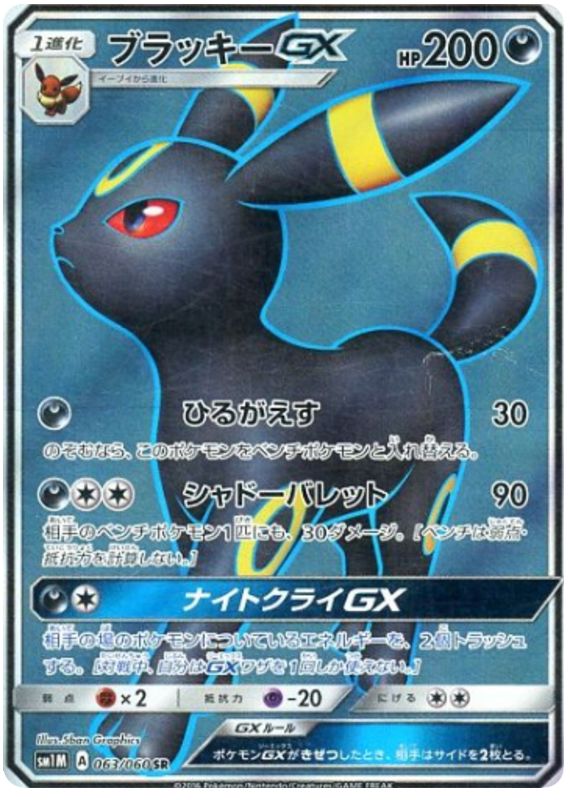 1進化 ブラッキーGX HP200
イーブイから進化
ひるがえす 30
のぞむなら、このポケモンをベンチポケモンと入れ替える。
シャドーバレット 90
相手のベンチポケモン1匹にも、30ダメージ。[ベンチは弱点・
抵抗力を計算しない。]
ナイトクライGX
相手の場のポケモンについているエネルギーを、2個トラッシュ
する。[対戦中、自分はGXワザを1回しか使えない。]
弱点 ×2 抵抗力 -20 にげる
Illus.5ban Graphics
GXルール
SM1M A 063/060 SR
ポケモンGXがきぜつしたとき、相手はサイドを2枚とる。
©2016 Pokémon/Nintendo/Creatures/GAME FREAK